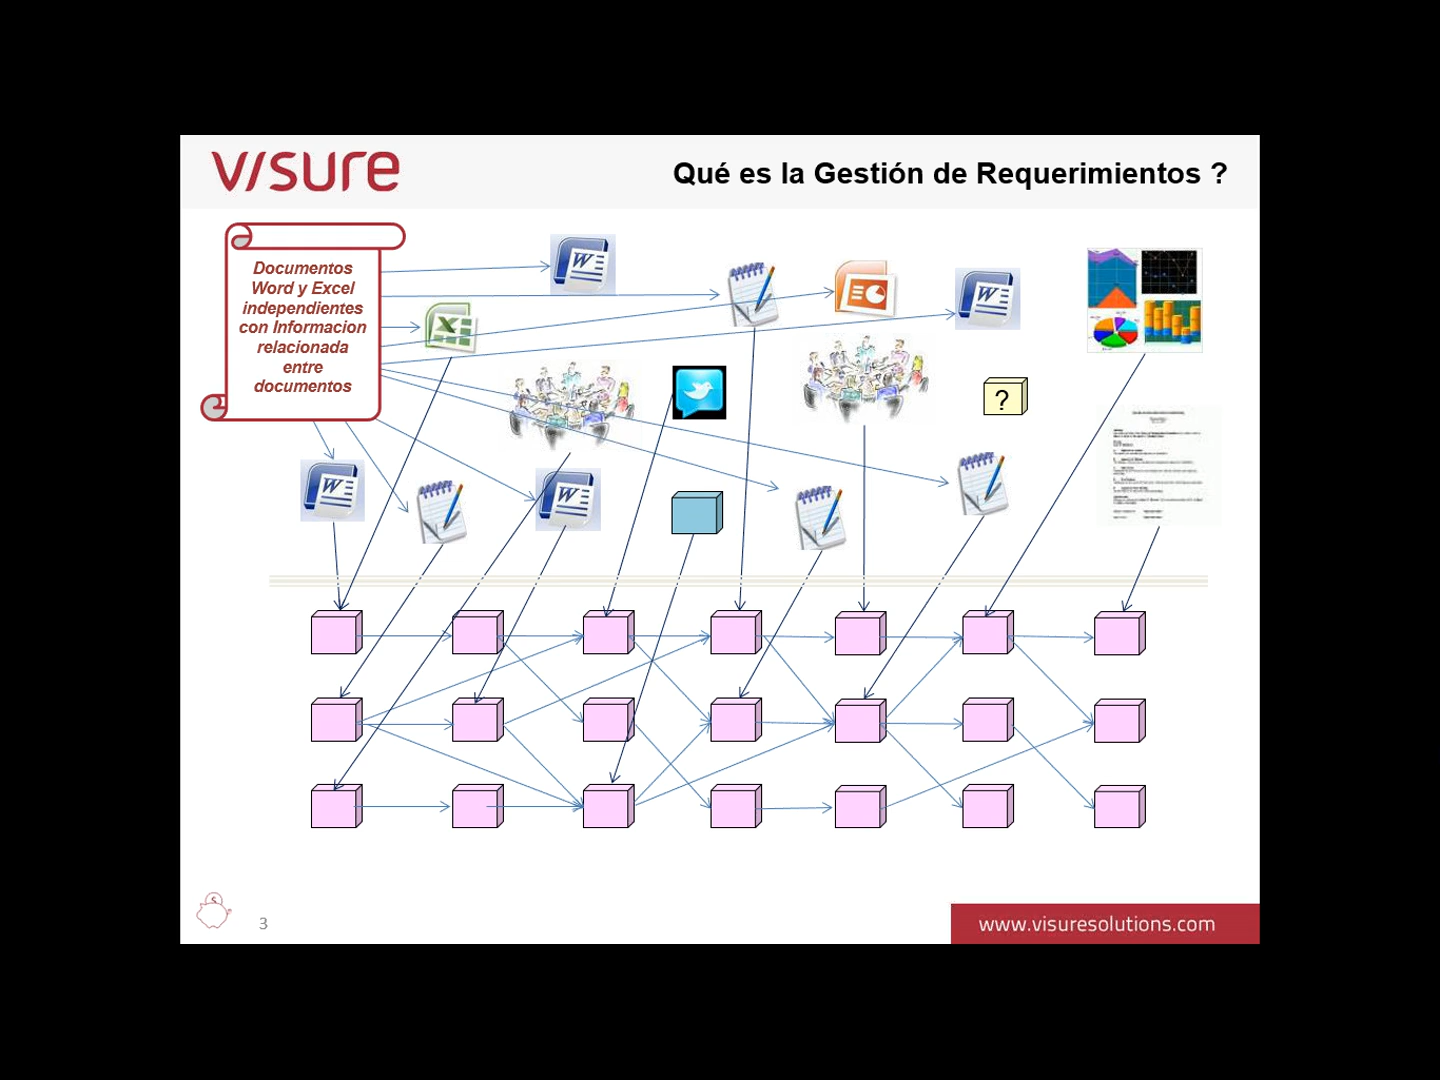 visure
Qué es la Gestión de Requerimientos ?
Documentos
Word y Excel
independientes
con Informacion
relacionada
entre
documentos
?
3
www.visuresolutions.com